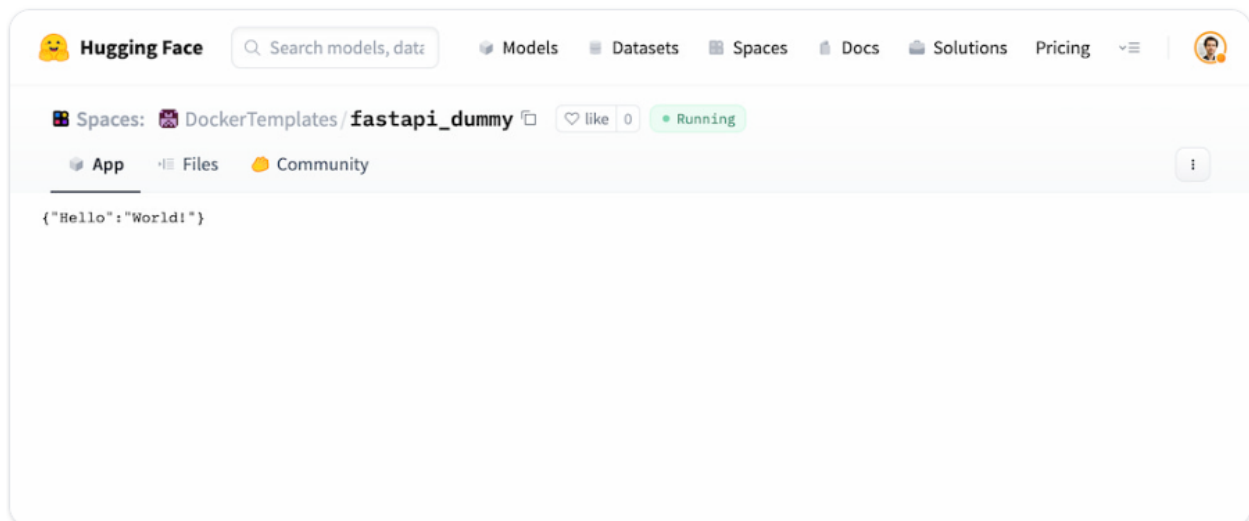 Hugging Face Search models, data Models Datasets Spaces Docs Solutions Pricing
Spaces: DockerTemplates/fastapi_dummy like 0 Running
App Files Community
{"Hello":"World!"}